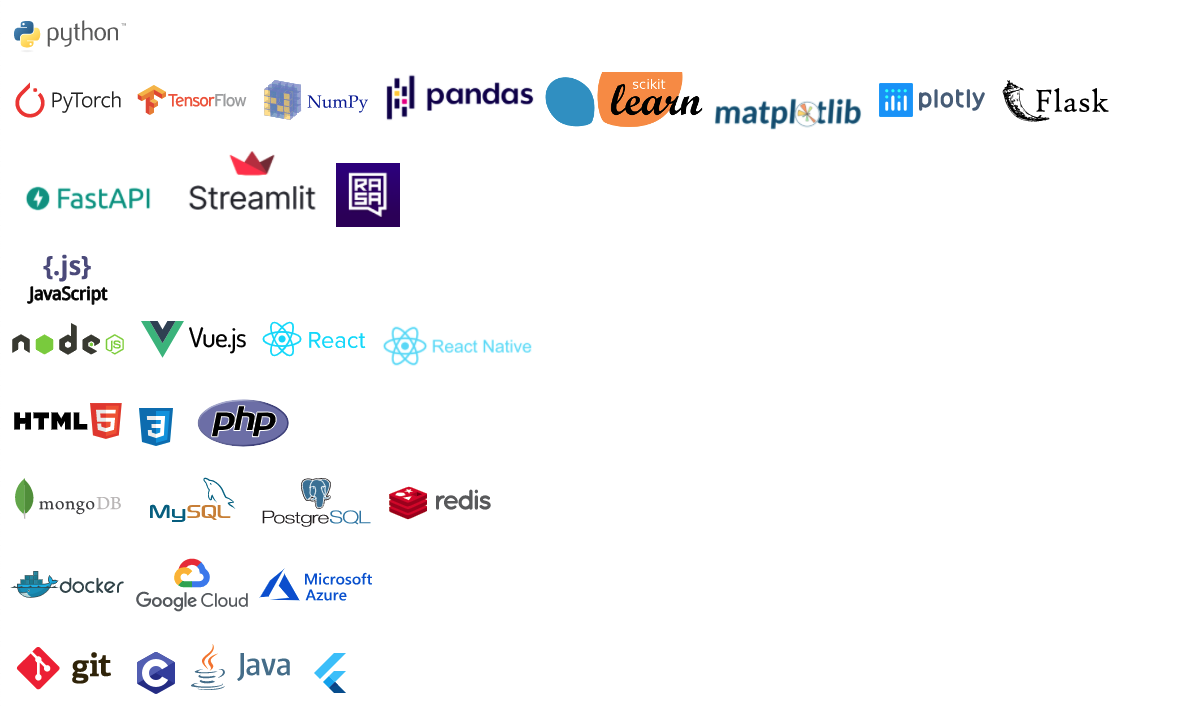 python™
PyTorch TensorFlow NumPy pandas scikit learn matplotlib plotly Flask
FastAPI Streamlit RASA
{.js}
JavaScript
node JS Vue.js React React Native
HTML 5 3 php
mongoDB MySQL PostgreSQL redis
docker Google Cloud Microsoft Azure
git C Java